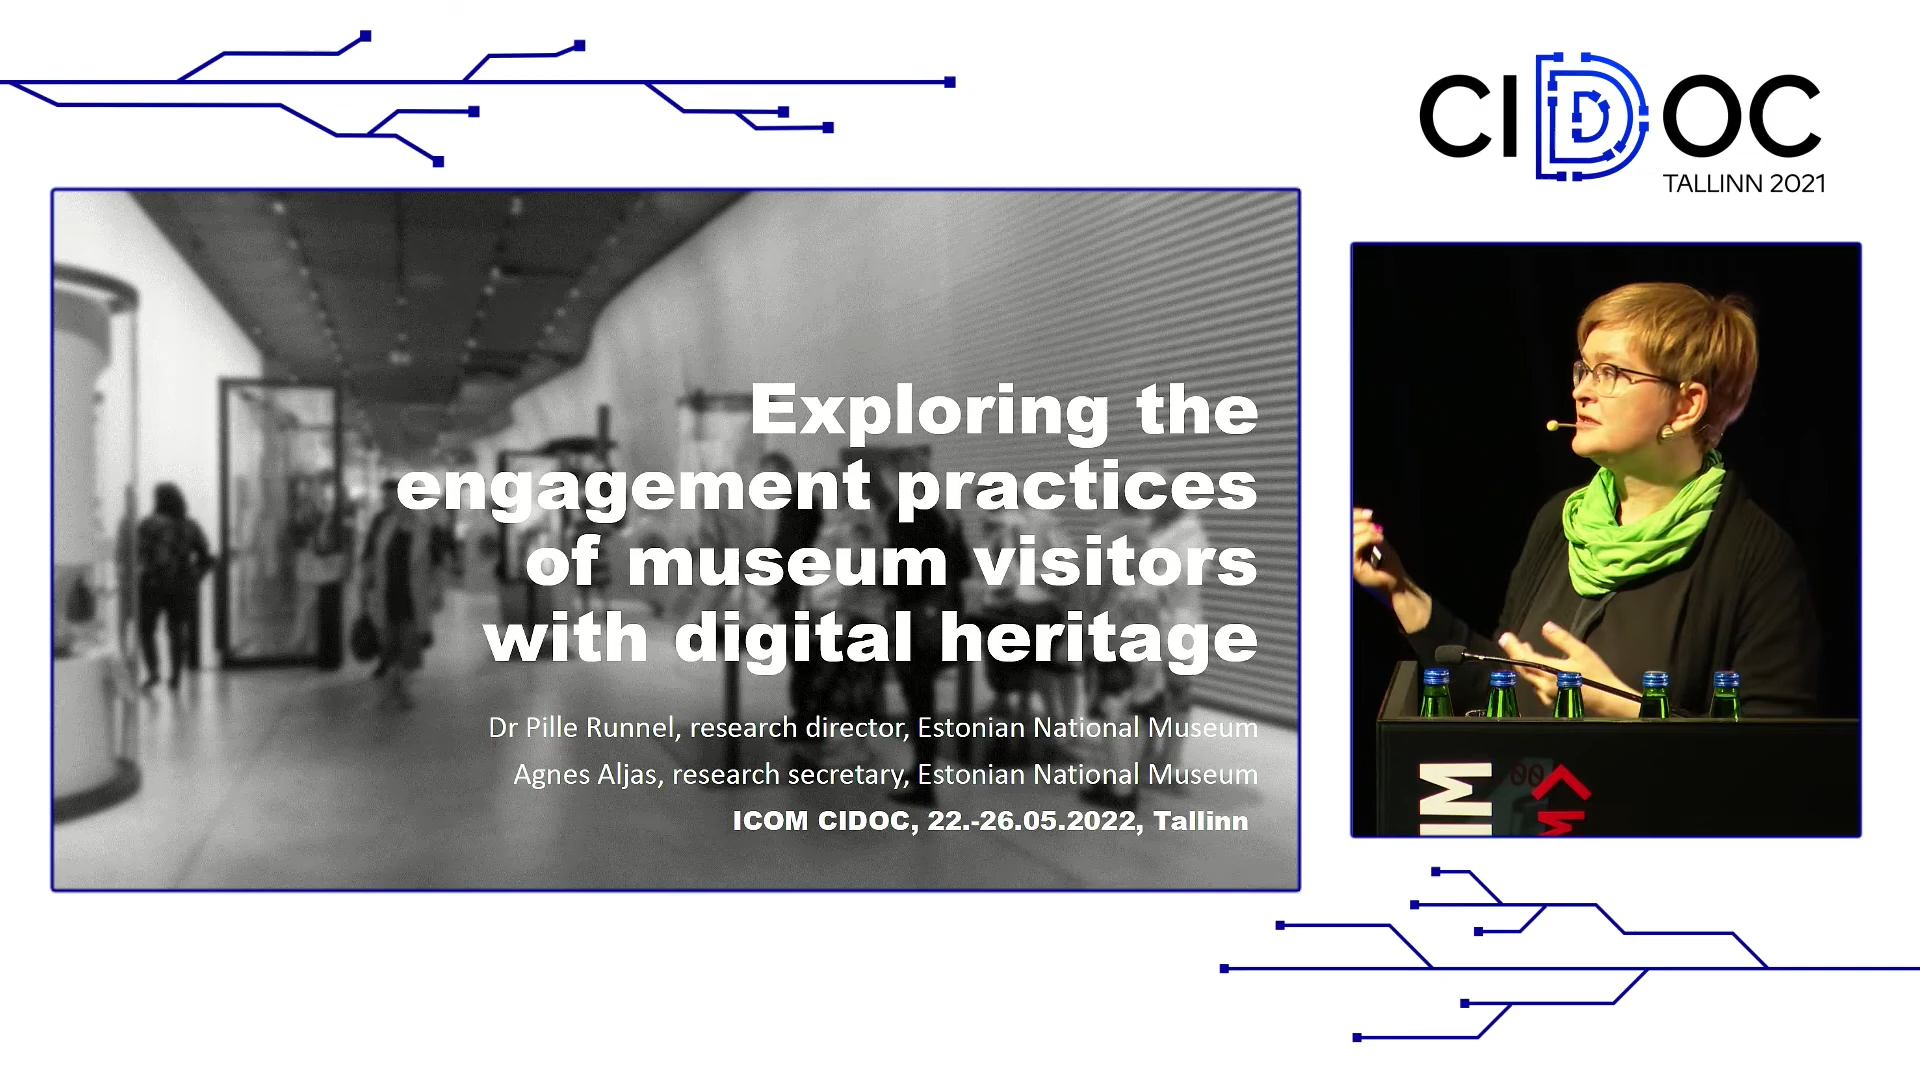 CIDOC
TALLINN 2021
Exploring the
engagement practices
of museum visitors
with digital heritage
Dr Pille Runnel, research director, Estonian National Museum
Agnes Aljas, research secretary, Estonian National Museum
ICOM CIDOC, 22.-26.05.2022, Tallinn